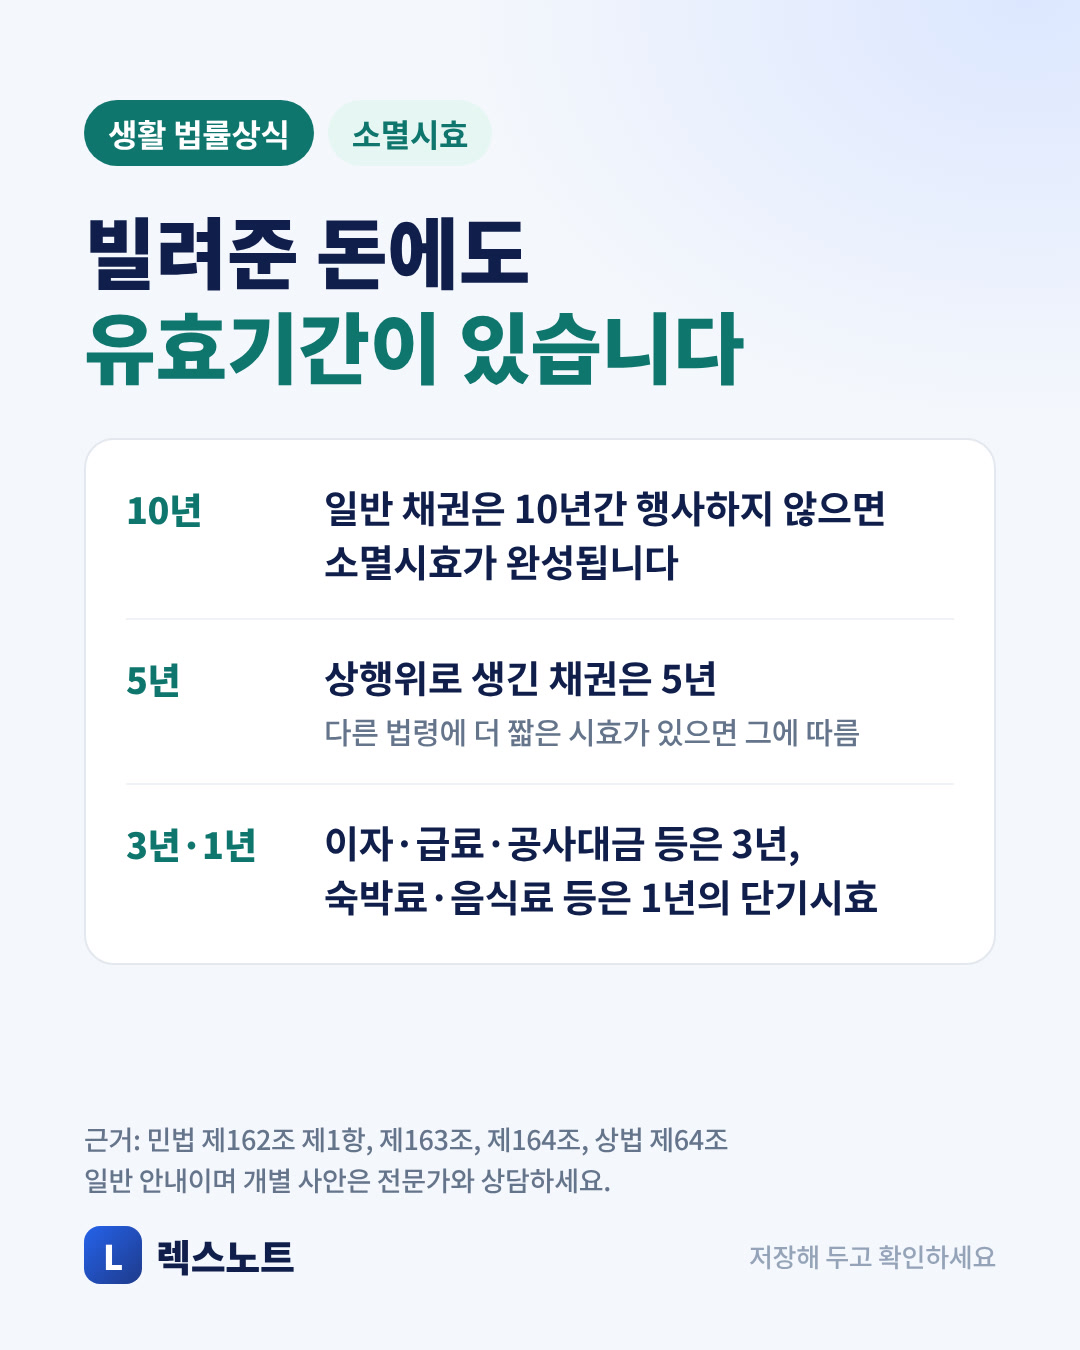 생활 법률상식
소멸시효
빌려준 돈에도
유효기간이 있습니다
10년
일반 채권은 10년간 행사하지 않으면
소멸시효가 완성됩니다
5년
상행위로 생긴 채권은 5년
다른 법령에 더 짧은 시효가 있으면 그에 따름
3년·1년
이자·급료·공사대금 등은 3년,
숙박료·음식료 등은 1년의 단기시효
근거: 민법 제162조 제1항, 제163조, 제164조, 상법 제64조
일반 안내이며 개별 사안은 전문가와 상담하세요.
L 렉스노트
저장해 두고 확인하세요